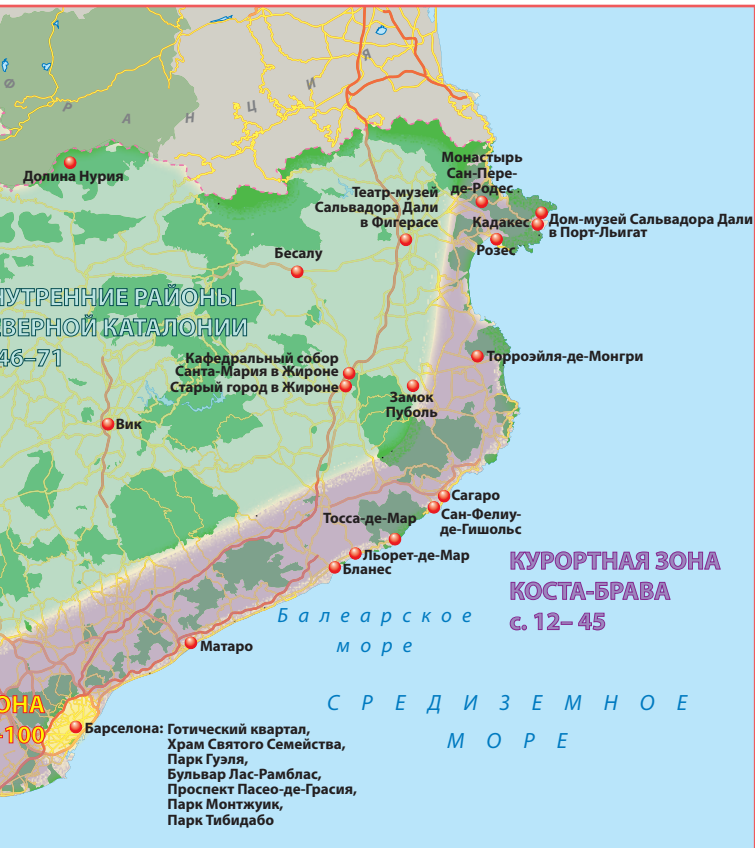 ФРАНЦИЯ
Долина Нурия
Монастырь
Сан-Пере-
де-Родес
Театр-музей
Сальвадора Дали
в Фигерасе
Кадакес
Дом-музей Сальвадора Дали
в Порт-Льигат
Розес
Бесалу
НУТРЕННИЕ РАЙОНЫ
ЕВЕРНОЙ КАТАЛОНИИ
46–71
Кафедральный собор
Санта-Мария в Жироне
Старый город в Жироне
Торроэйля-де-Монгри
Замок
Пуболь
Вик
Сагаро
Сан-Фелиу-
де-Гишольс
Тосса-де-Мар
Льорет-де-Мар
Бланес
КУРОРТНАЯ ЗОНА
КОСТА-БРАВА
с. 12– 45
Балеарское
море
Матаро
СРЕДИЗЕМНОЕ
МОРЕ
ОНА
-100
Барселона: Готический квартал,
Храм Святого Семейства,
Парк Гуэля,
Бульвар Лас-Рамблас,
Проспект Пасео-де-Грасия,
Парк Монтжуик,
Парк Тибидабо